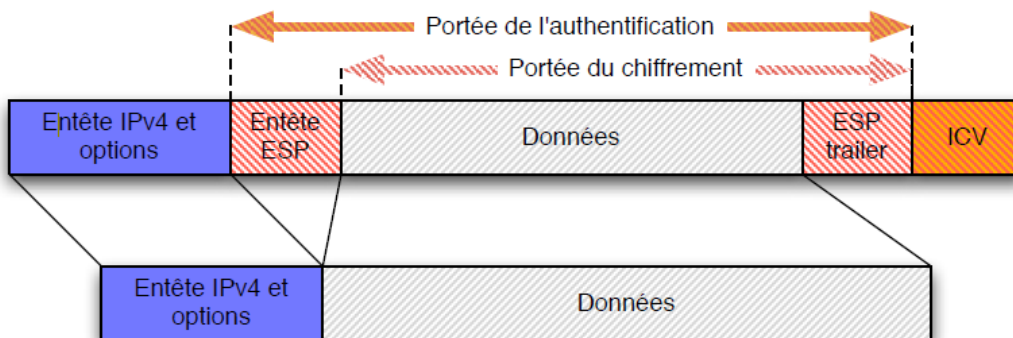 Portée de l'authentification
Portée du chiffrement
Entête IPv4 et
options
Entête
ESP
Données
ESP
trailer
ICV
Entête IPv4 et
options
Données